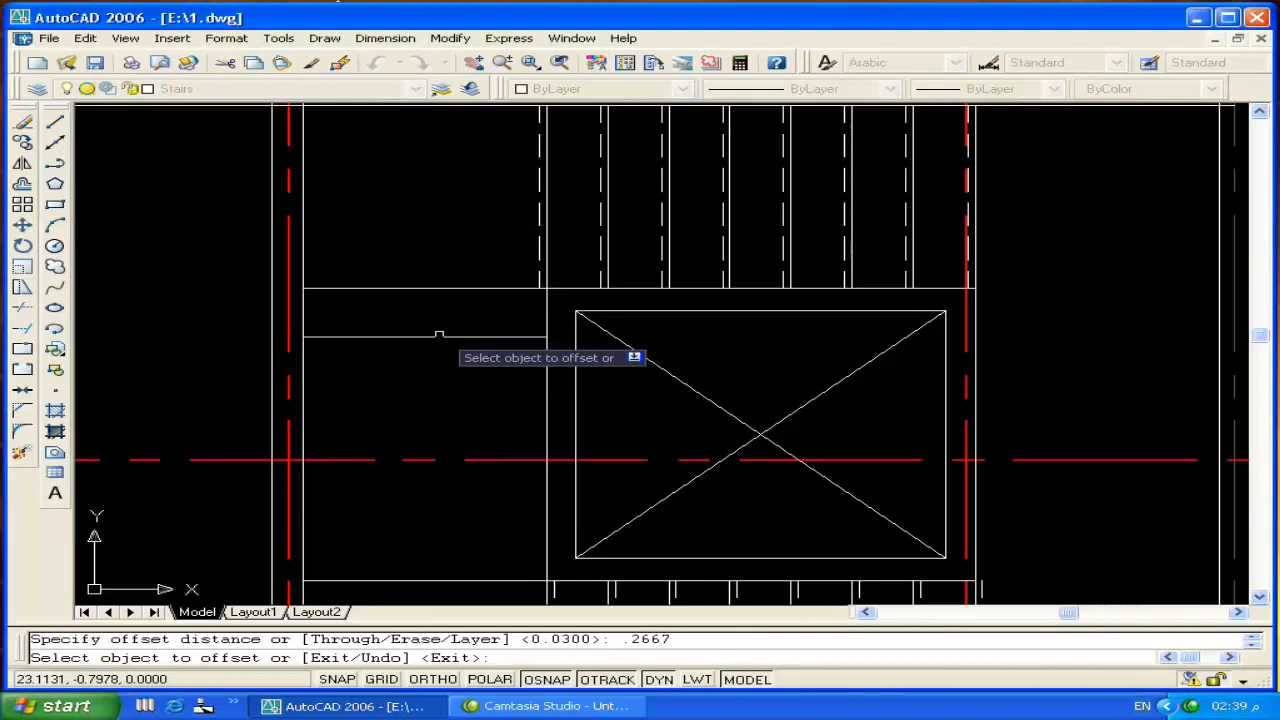 AutoCAD 2006 - [E:\1.dwg]
File Edit View Insert Format Tools Draw Dimension Modify Express Window Help
Arabic Standard Standard
Stairs ByLayer ByLayer ByLayer ByColor
Select object to offset or
Y
X
A
Model Layout1 Layout2
Specify offset distance or [Through/Erase/Layer] <0.0300>: .2667
Select object to offset or [Exit/Undo] <Exit>:
23.1131, -0.7978, 0.0000 SNAP GRID ORTHO POLAR OSNAP OTRACK DYN LWT MODEL
start AutoCAD 2006 - [E:\... Camtasia Studio - Unt... EN 02:39 م